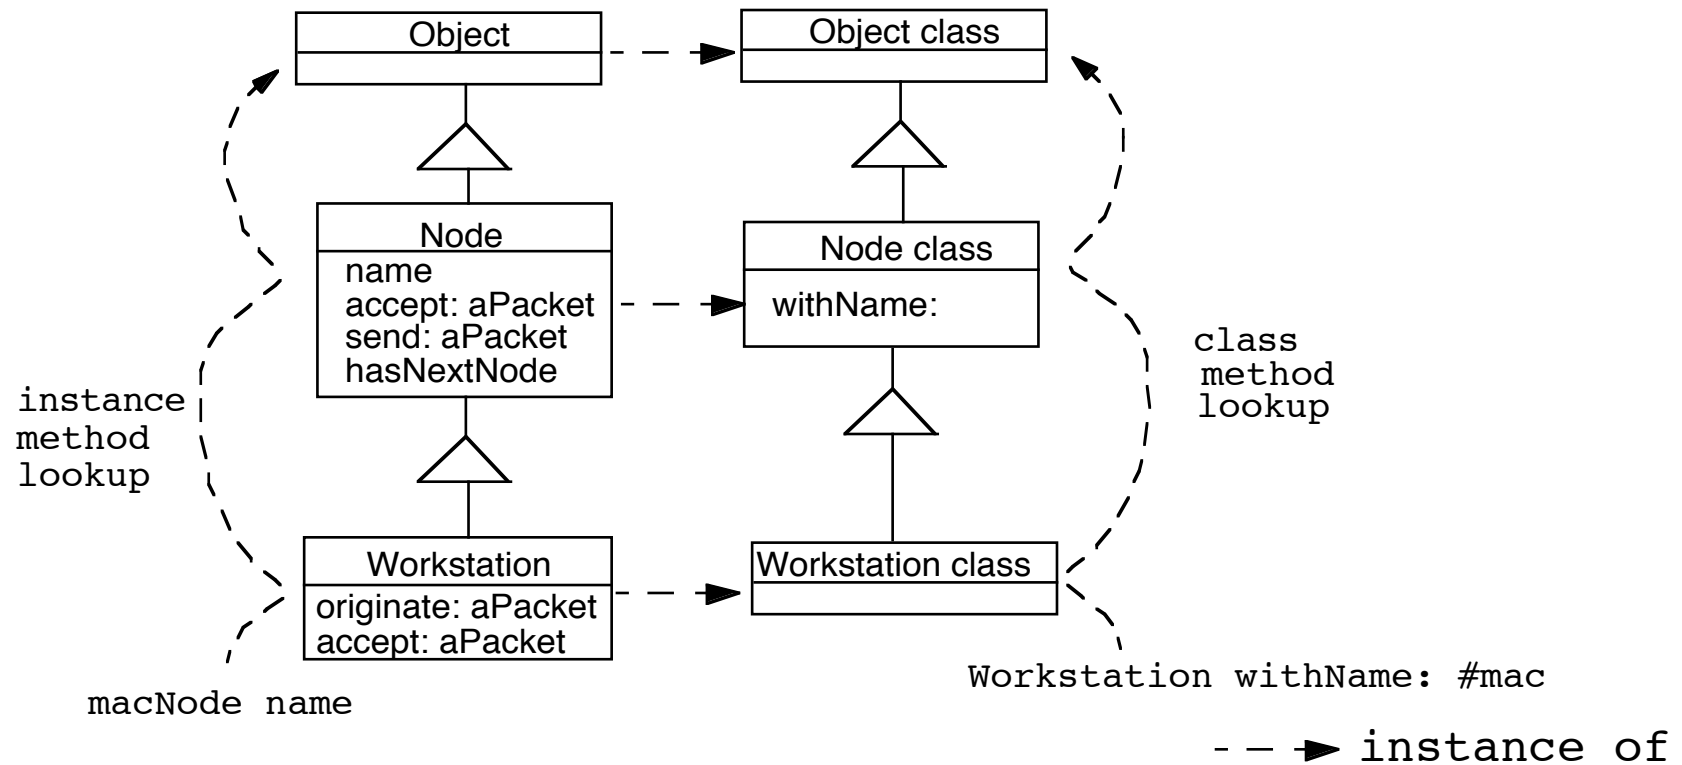 Object
Object class
Node
name
accept: aPacket
send: aPacket
hasNextNode
Node class
withName:
instance
method
lookup
class
method
lookup
Workstation
originate: aPacket
accept: aPacket
Workstation class
macNode name
Workstation withName: #mac
instance of